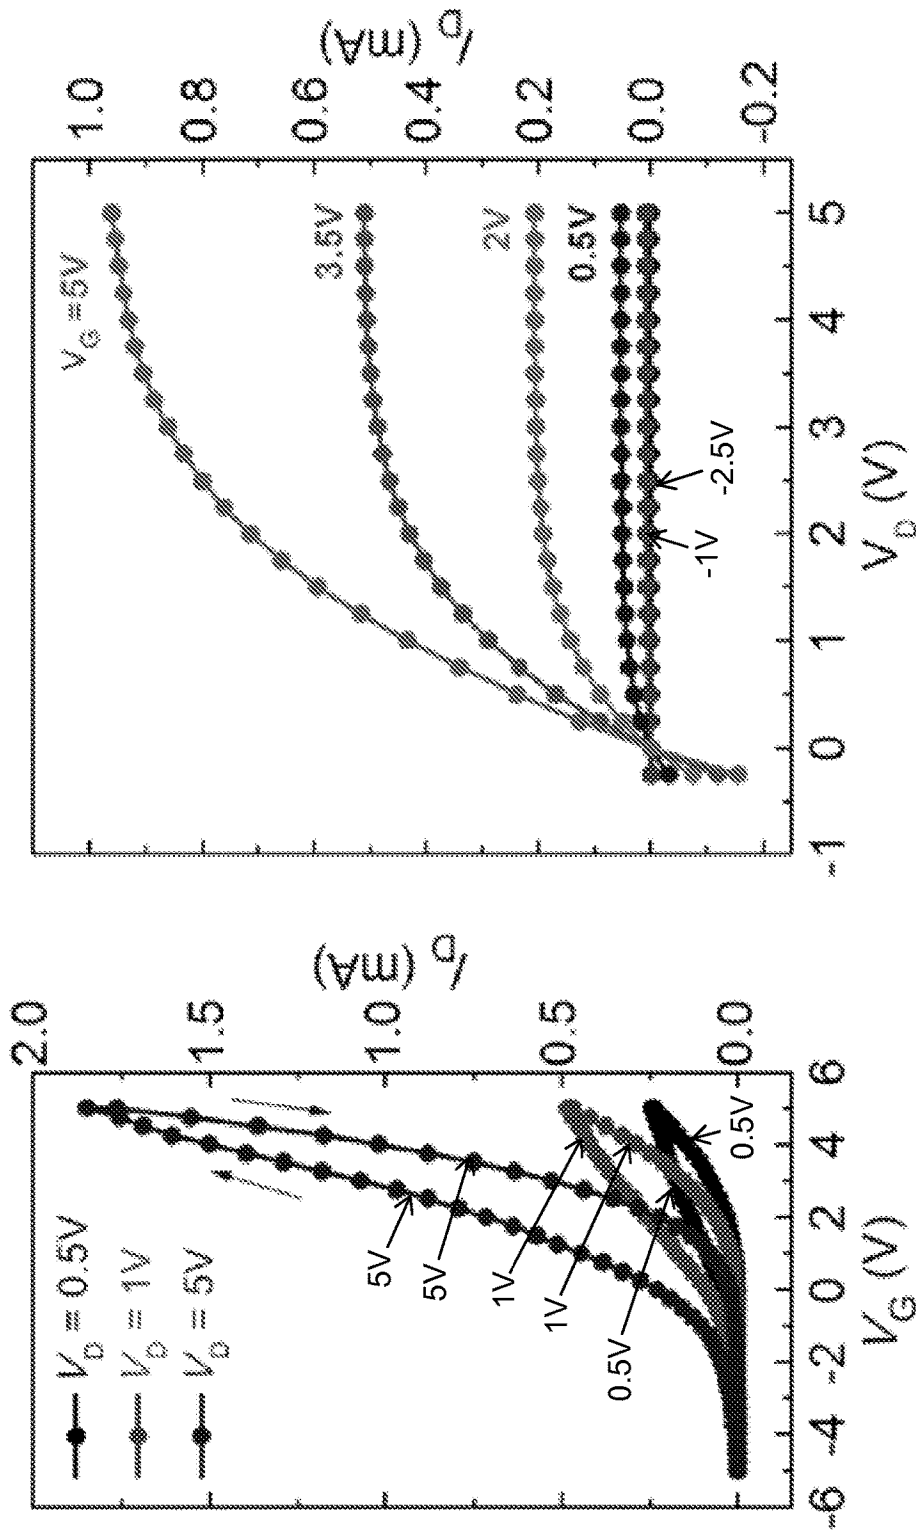 V_D = 0.5V
V_D = 1V
V_D = 5V
5V
5V
1V
1V
0.5V
0.5V
2.0
1.5
1.0
0.5
0.0
I_D (mA)
-6 -4 -2 0 2 4 6
V_G (V)
V_G =5V
3.5V
2V
0.5V
-1V
-2.5V
1.0
0.8
0.6
0.4
0.2
0.0
-0.2
I_D (mA)
-1 0 1 2 3 4 5
V_D (V)